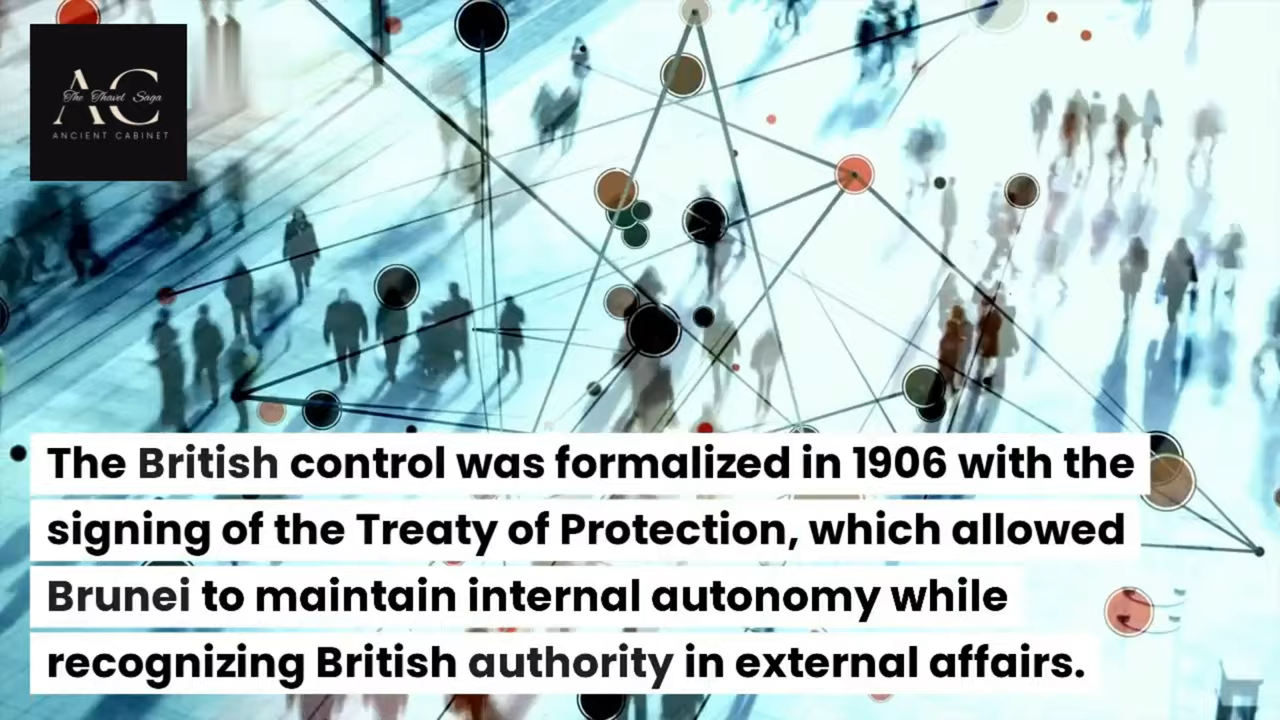 AC
The Thavel Saga
ANCIENT CABINET
The British control was formalized in 1906 with the
signing of the Treaty of Protection, which allowed
Brunei to maintain internal autonomy while
recognizing British authority in external affairs.